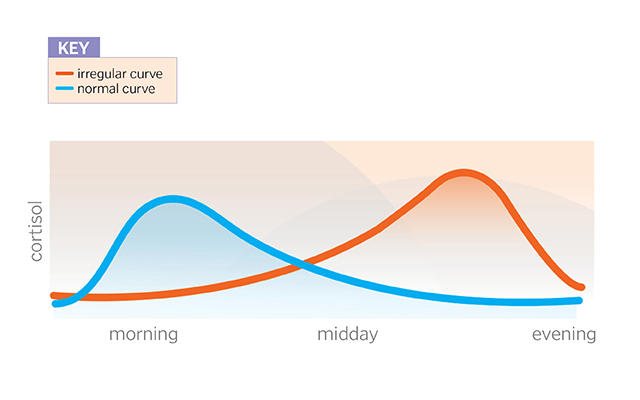 KEY
irregular curve
normal curve
cortisol
morning
midday
evening